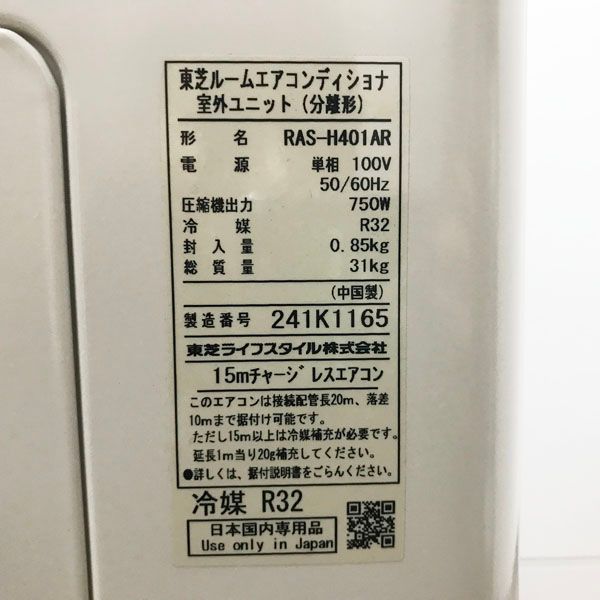 東芝ルームエアコンディショナ
室外ユニット（分離形）
形名 RAS-H401AR
電源 単相 100V
50/60Hz
圧縮機出力 750W
冷媒 R32
封入量 0.85kg
総質量 31kg
（中国製）
製造番号 241K1165
東芝ライフスタイル株式会社
15mチャージレスエアコン
このエアコンは接続配管長20m、落差
10mまで据付け可能です。
ただし15m以上は冷媒補充が必要です。
延長1m当り20g補充してください。
●詳しくは、据付説明書をごらんください。
冷媒 R32
日本国内専用品
Use only in Japan